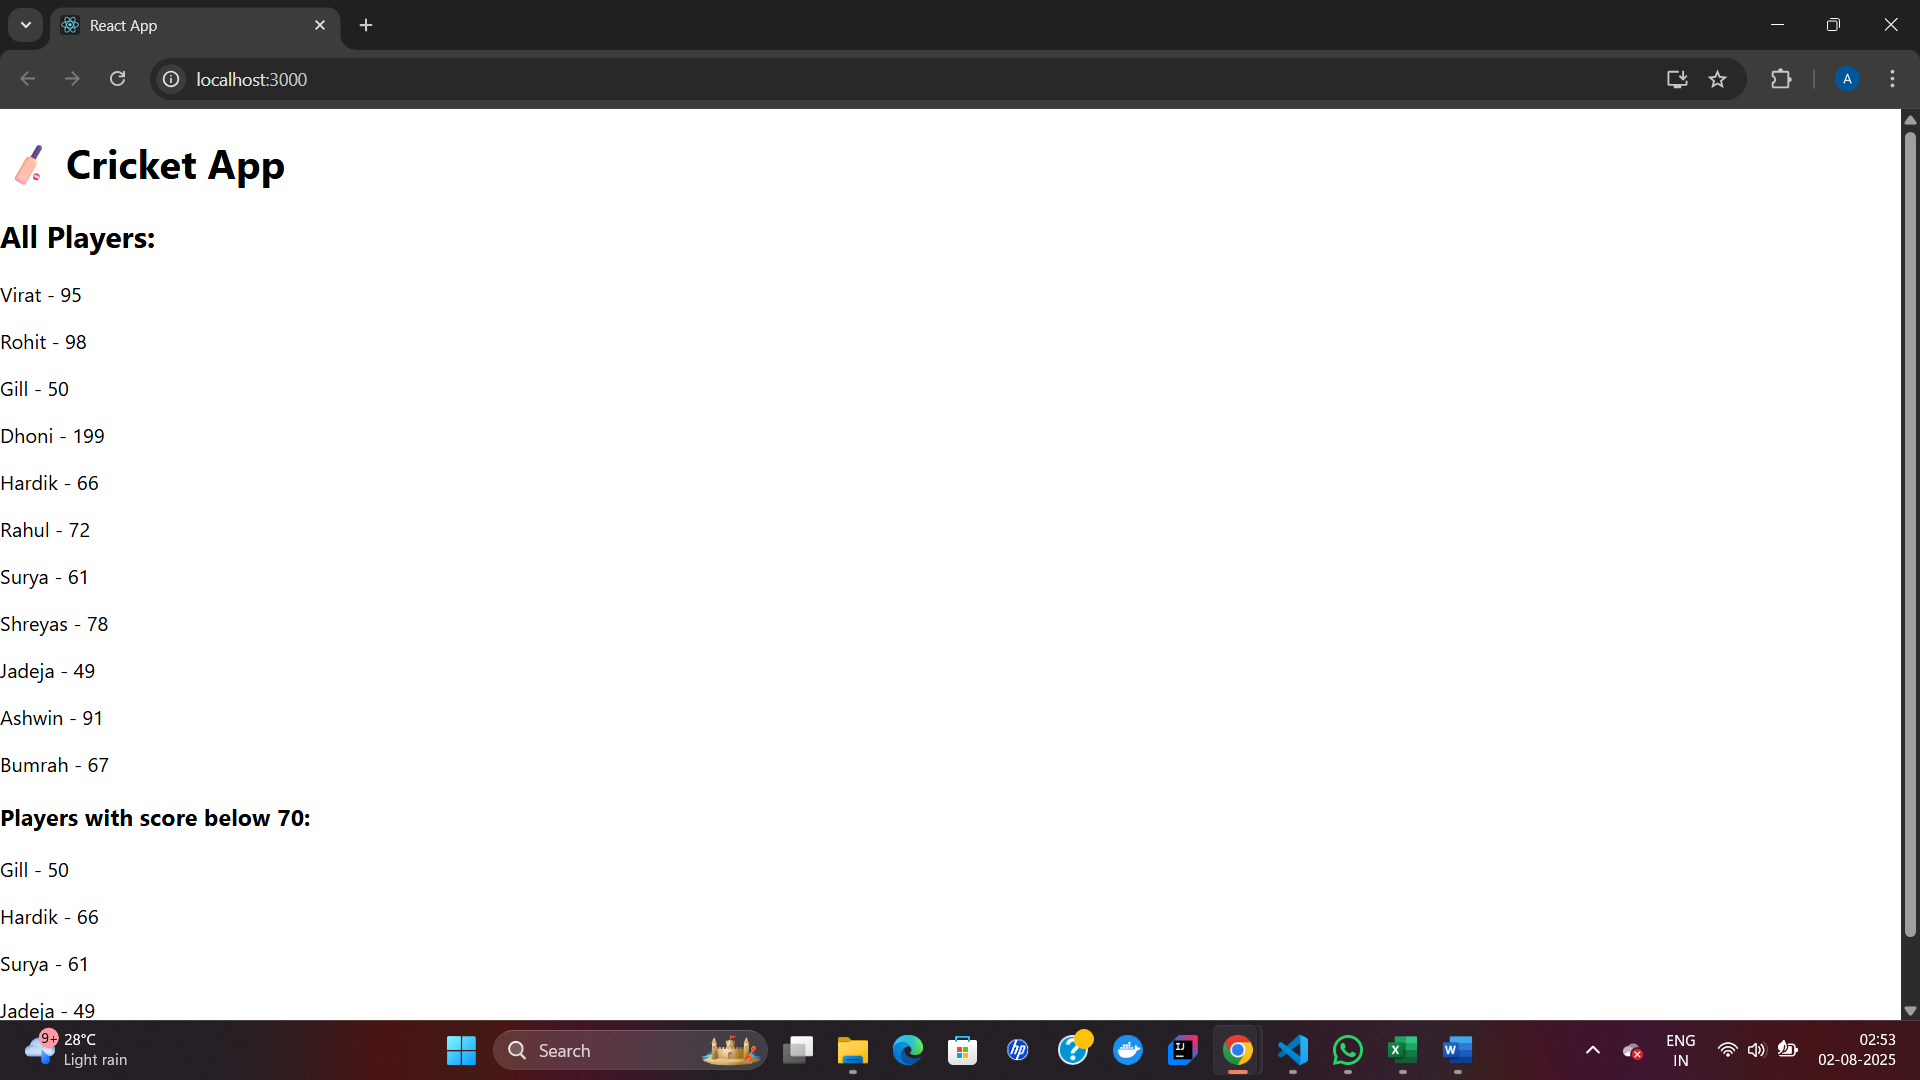 React App
localhost:3000
A
🏏 Cricket App
All Players:
Virat - 95
Rohit - 98
Gill - 50
Dhoni - 199
Hardik - 66
Rahul - 72
Surya - 61
Shreyas - 78
Jadeja - 49
Ashwin - 91
Bumrah - 67
Players with score below 70:
Gill - 50
Hardik - 66
Surya - 61
Jadeja - 49
9+
28°C
Light rain
Search
hp
IJ
ENG
IN
02:53
02-08-2025